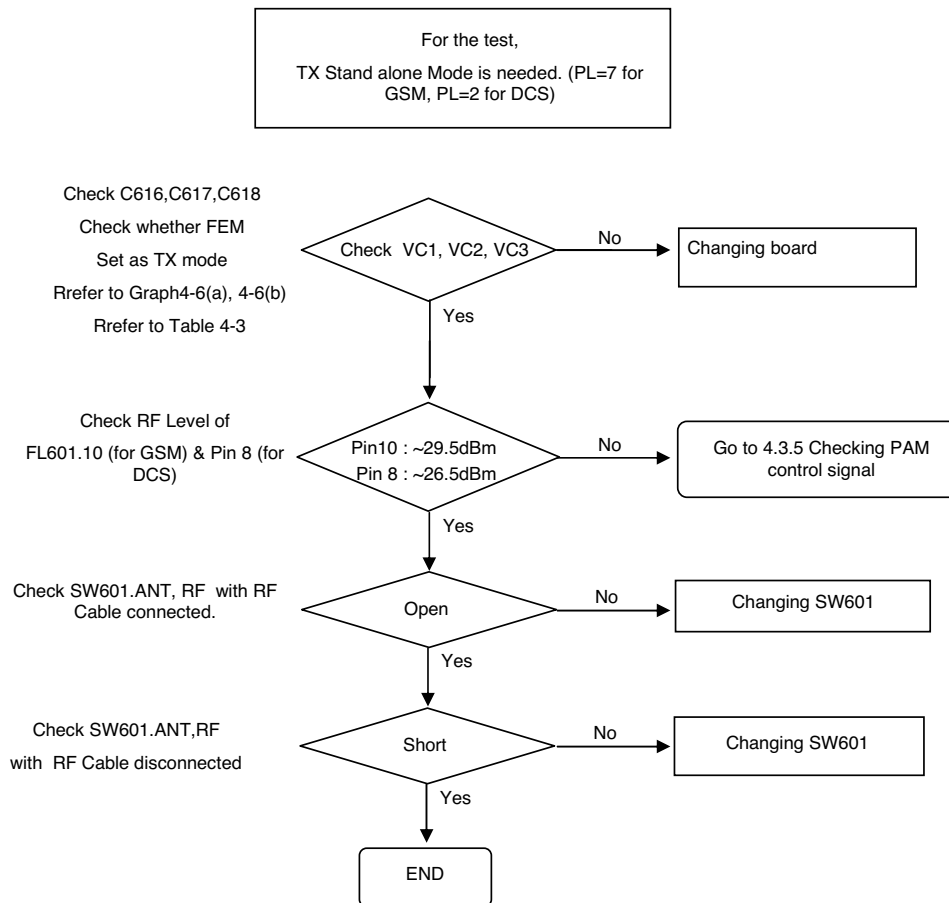 For the test,
TX Stand alone Mode is needed. (PL=7 for
GSM, PL=2 for DCS)
Check C616,C617,C618
Check whether FEM
Set as TX mode
Rrefer to Graph4-6(a), 4-6(b)
Rrefer to Table 4-3
Check VC1, VC2, VC3
No
Changing board
Yes
Check RF Level of
FL601.10 (for GSM) & Pin 8 (for
DCS)
Pin10 : ~29.5dBm
Pin 8 : ~26.5dBm
No
Go to 4.3.5 Checking PAM
control signal
Yes
Check SW601.ANT, RF with RF
Cable connected.
Open
No
Changing SW601
Yes
Check SW601.ANT,RF
with RF Cable disconnected
Short
No
Changing SW601
Yes
END